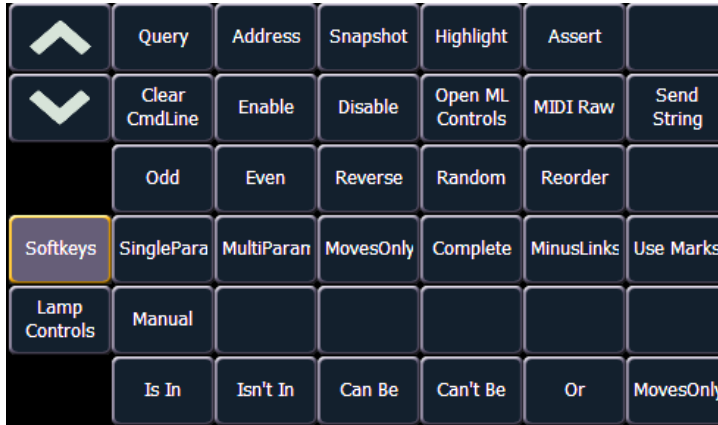 Query Address Snapshot Highlight Assert
Clear CmdLine Enable Disable Open ML Controls MIDI Raw Send String
Odd Even Reverse Random Reorder
Softkeys SinglePara MultiParan MovesOnly Complete MinusLinks Use Marks
Lamp Controls Manual
Is In Isn't In Can Be Can't Be Or MovesOnly